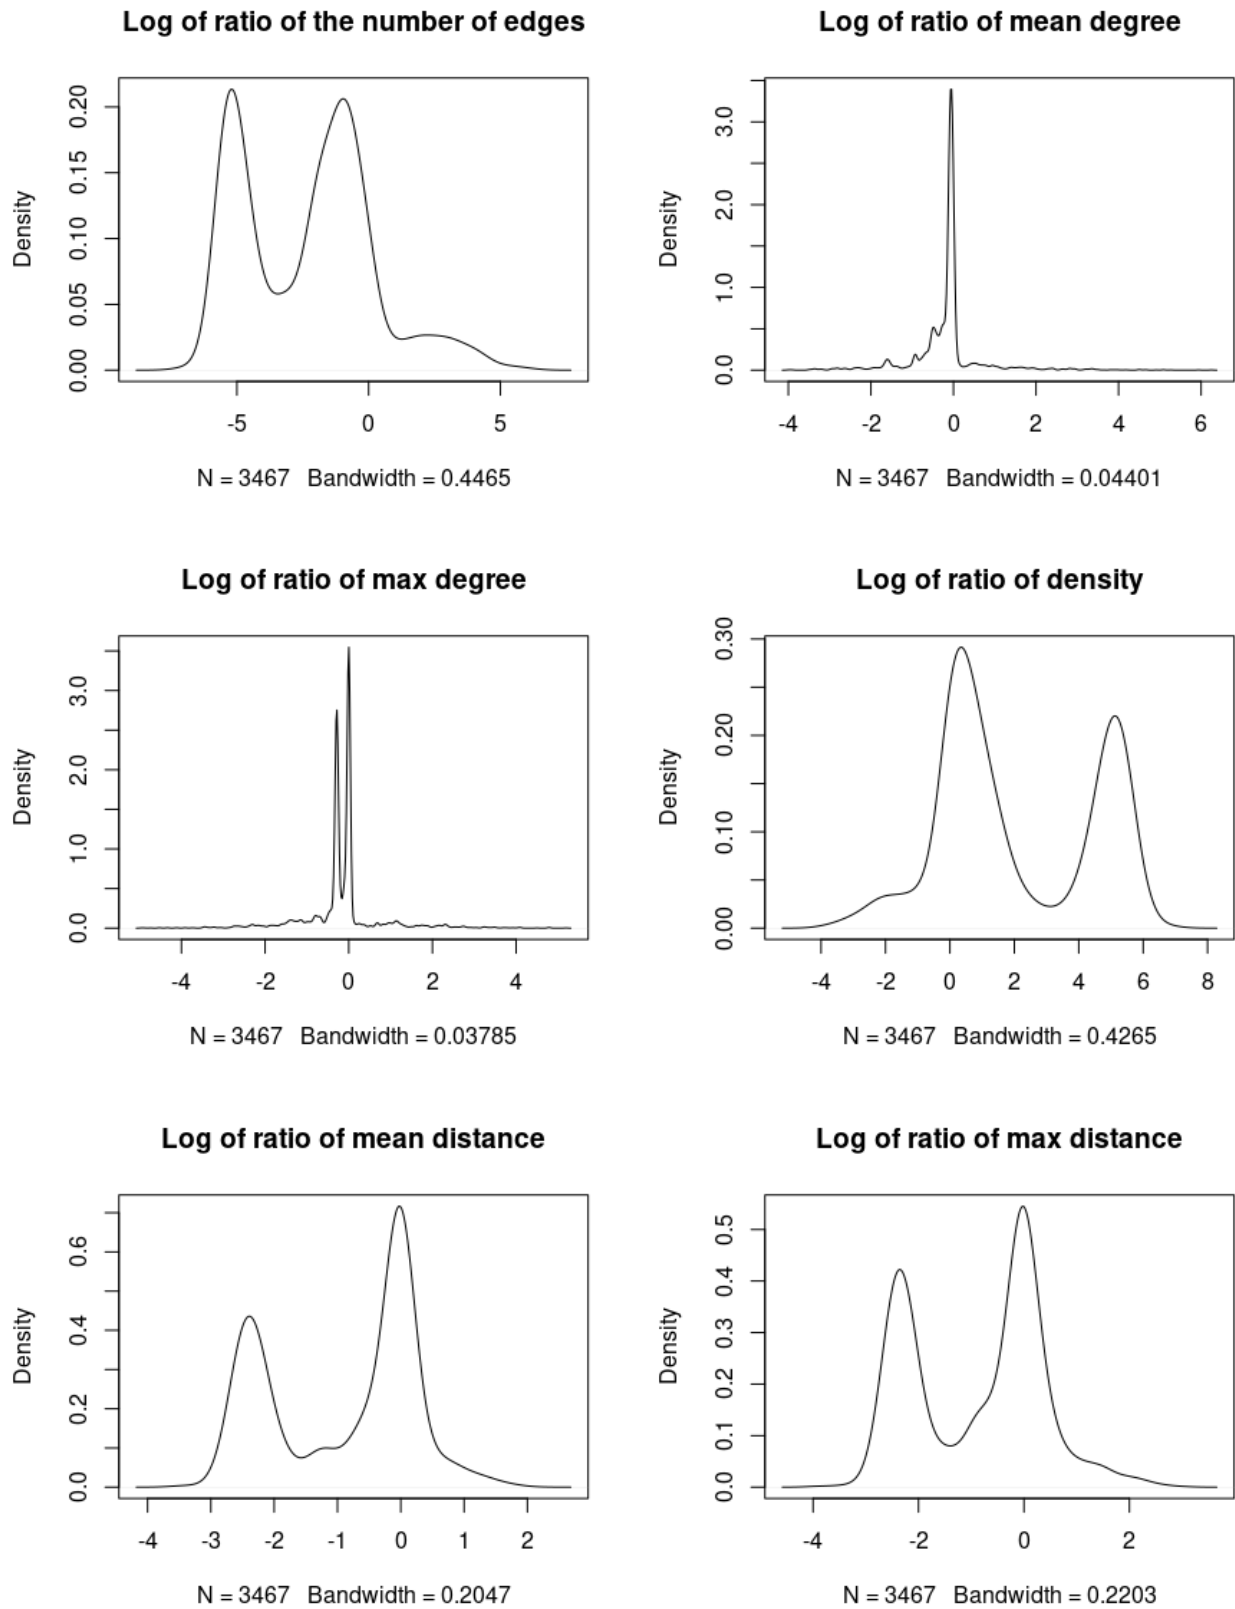 Log of ratio of the number of edges
Density
0.00 0.05 0.10 0.15 0.20
-5 0 5
N = 3467 Bandwidth = 0.4465
Log of ratio of mean degree
Density
0.0 1.0 2.0 3.0
-4 -2 0 2 4 6
N = 3467 Bandwidth = 0.04401
Log of ratio of max degree
Density
0.0 1.0 2.0 3.0
-4 -2 0 2 4
N = 3467 Bandwidth = 0.03785
Log of ratio of density
Density
0.00 0.10 0.20 0.30
-4 -2 0 2 4 6 8
N = 3467 Bandwidth = 0.4265
Log of ratio of mean distance
Density
0.0 0.2 0.4 0.6
-4 -3 -2 -1 0 1 2
N = 3467 Bandwidth = 0.2047
Log of ratio of max distance
Density
0.0 0.1 0.2 0.3 0.4 0.5
-4 -2 0 2
N = 3467 Bandwidth = 0.2203